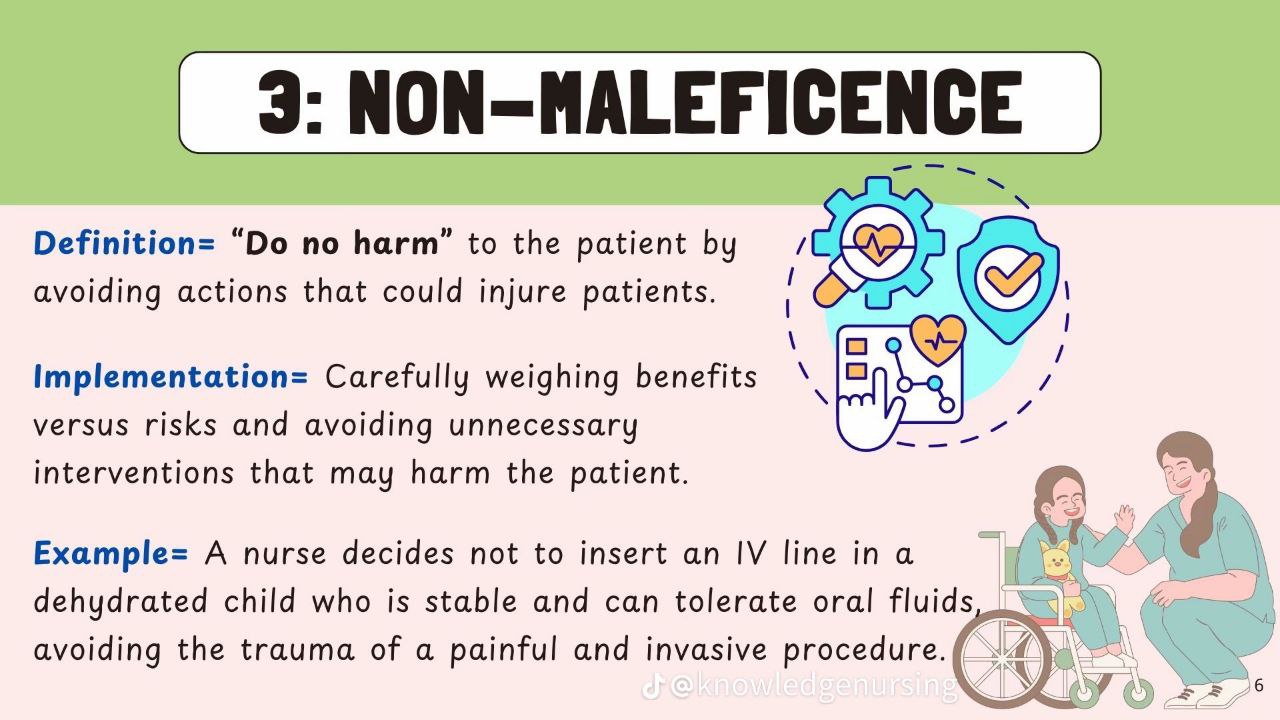 3: NON-MALEFICENCE
Definition= “Do no harm” to the patient by
avoiding actions that could injure patients.
Implementation= Carefully weighing benefits
versus risks and avoiding unnecessary
interventions that may harm the patient.
Example= A nurse decides not to insert an IV line in a
dehydrated child who is stable and can tolerate oral fluids,
avoiding the trauma of a painful and invasive procedure.
@knowledgenursing
6